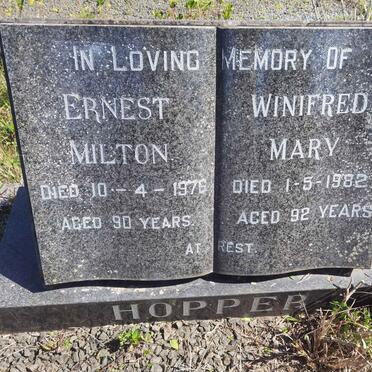 IN LOVING MEMORY OF
ERNEST
MILTON
DIED 10-4-1976
AGED 90 YEARS.
WINIFRED
MARY
DIED 1-5-1982
AGED 92 YEARS
AT REST.
HOPPER